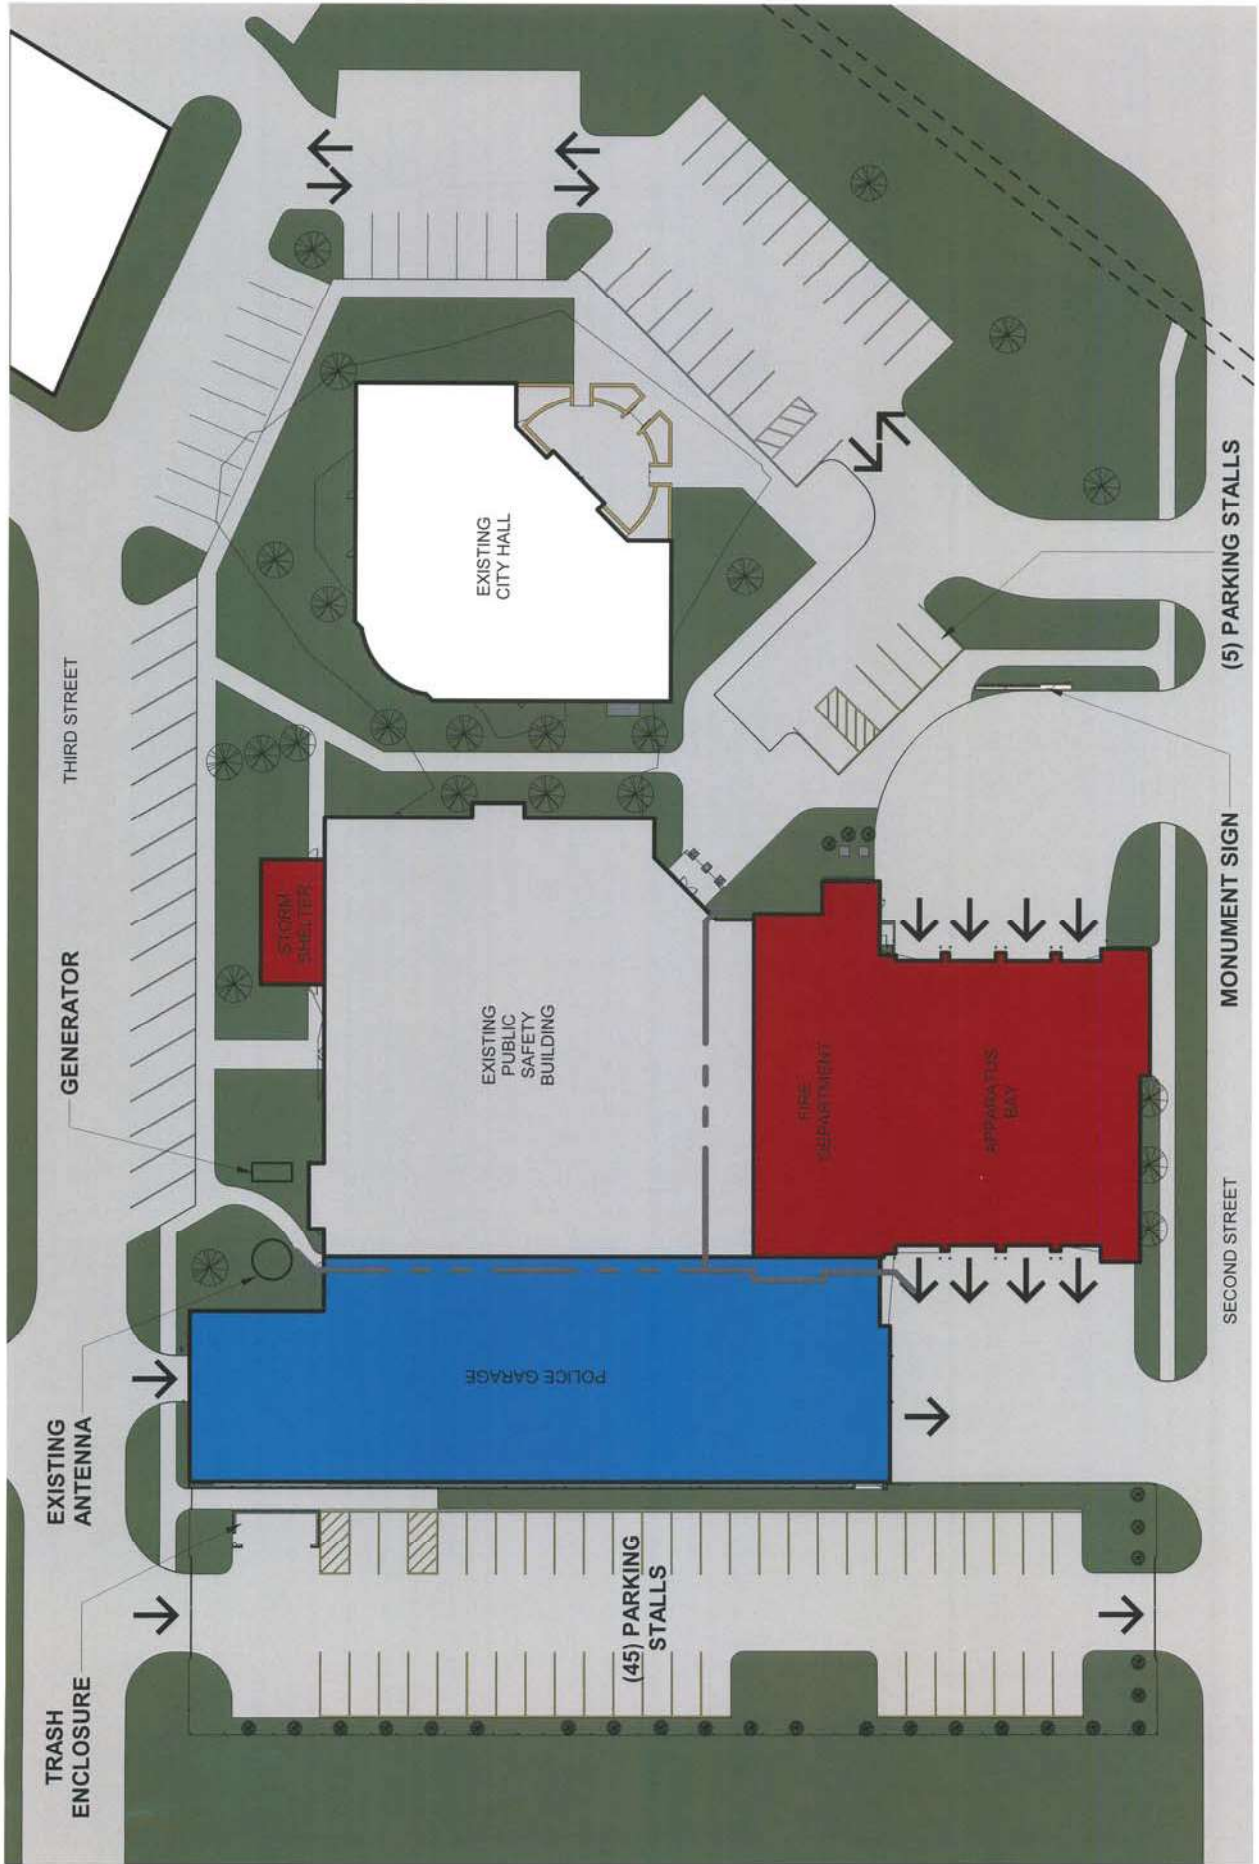 THIRD STREET
GENERATOR
EXISTING
ANTENNA
TRASH
ENCLOSURE
STORM
SHELTER
EXISTING
CITY HALL
EXISTING
PUBLIC
SAFETY
BUILDING
POLICE GARAGE
FIRE
DEPARTMENT
APPARATUS
BAY
(45) PARKING
STALLS
(5) PARKING STALLS
MONUMENT SIGN
SECOND STREET